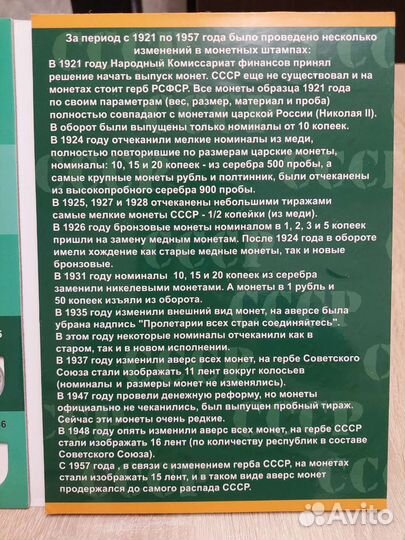 За период с 1921 по 1957 года было проведено несколько
изменений в монетных штампах:
В 1921 году Народный Комиссариат финансов принял
решение начать выпуск монет. СССР еще не существовал и на
монетах стоит герб РСФСР. Все монеты образца 1921 года
по своим параметрам (вес, размер, материал и проба)
полностью совпадают с монетами царской России (Николая II).
В оборот были выпущены только номиналы от 10 копеек.
В 1924 году отчеканили мелкие номиналы из меди,
полностью повторившие по размерам царские монеты,
номиналы: 10, 15 и 20 копеек - из серебра 500 пробы, а
самые крупные монеты рубль и полтинник, были отчеканены
из высокопробного серебра 900 пробы.
В 1925, 1927 и 1928 отчеканены небольшими тиражами
самые мелкие монеты СССР - 1/2 копейки (из меди).
В 1926 году бронзовые монеты номиналом в 1, 2, 3 и 5 копеек
пришли на замену медным монетам. После 1924 года в обороте
имели хождение как старые медные монеты, так и новые
бронзовые.
В 1931 году номиналы 10, 15 и 20 копеек из серебра
заменили никелевыми монетами. А монеты в 1 рубль и
50 копеек изъяли из оборота.
В 1935 году изменили внешний вид монет, на аверсе была
убрана надпись "Пролетарии всех стран соединяйтесь".
В этом году некоторые номиналы отчеканили как в
старом, так и в новом исполнении.
В 1937 году изменили аверс всех монет, на гербе Советского
Союза стали изображать 11 лент вокруг колосьев
(номиналы и размеры монет не изменялись).
В 1947 году провели денежную реформу, но монеты
официально не чеканились, был выпущен пробный тираж.
Сейчас эти монеты очень редкие.
В 1948 году опять изменили аверс всех монет, на гербе СССР
стали изображать 16 лент (по количеству республик в составе
Советского Союза).
С 1957 года , в связи с изменением герба СССР, на монетах
стали изображать 15 лент, и в таком виде аверс монет
продержался до самого распада СССР.
СССР
Avito